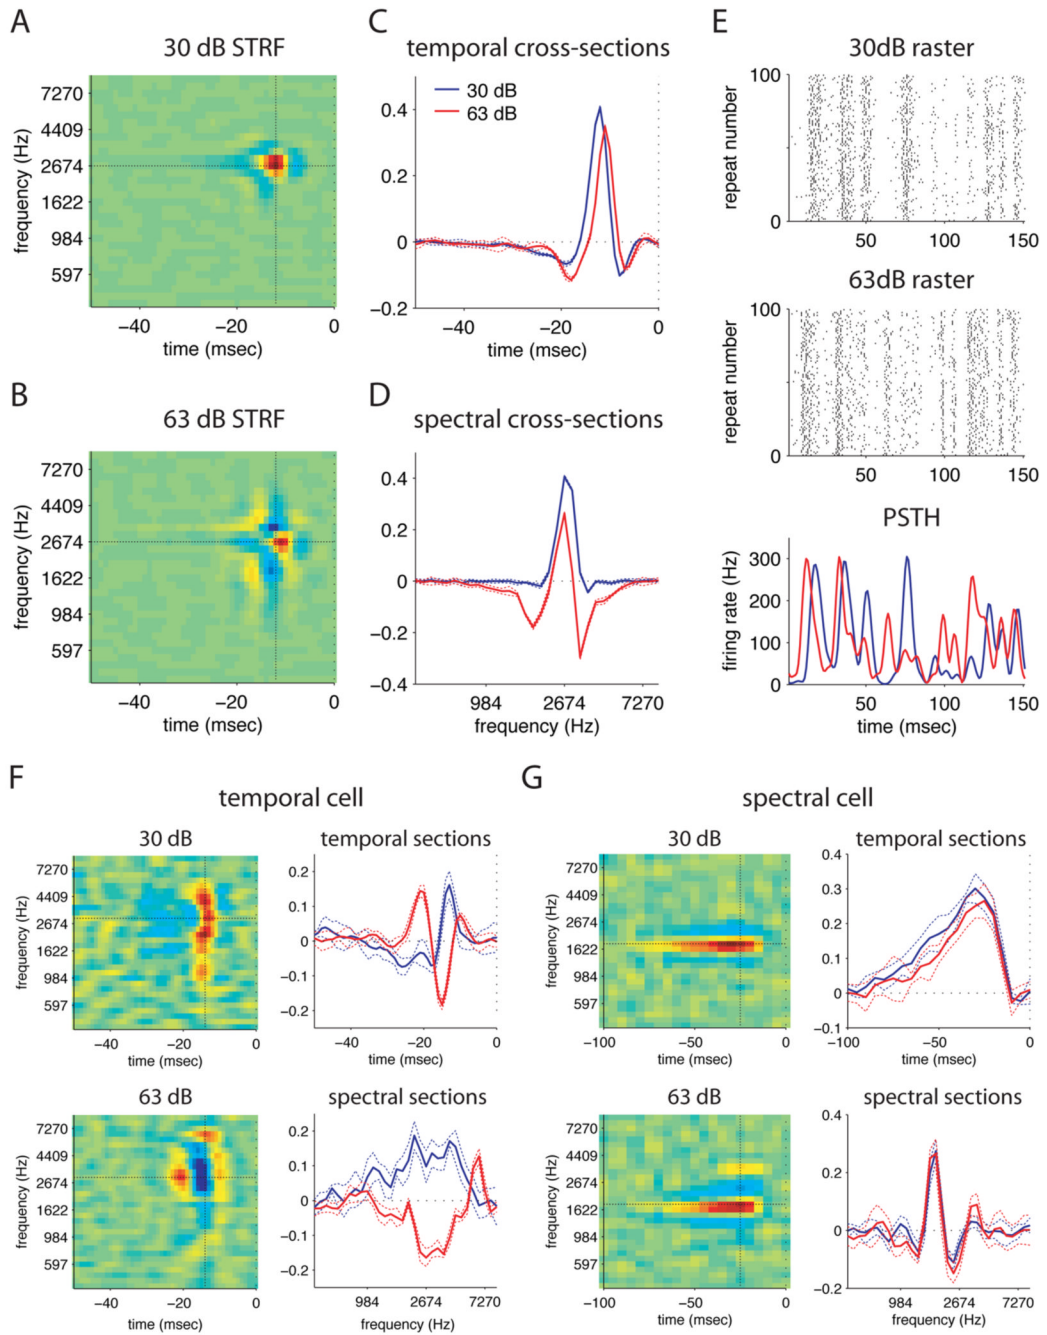 A
30 dB STRF
frequency (Hz)
7270
4409
2674
1622
984
597
−40
−20
0
time (msec)
B
63 dB STRF
frequency (Hz)
7270
4409
2674
1622
984
597
−40
−20
0
time (msec)
C
temporal cross-sections
30 dB
63 dB
0.4
0.2
0
−0.2
−40
−20
0
time (msec)
D
spectral cross-sections
0.4
0.2
0
−0.2
−0.4
984
2674
7270
frequency (Hz)
E
30dB raster
repeat number
100
0
50
100
150
63dB raster
repeat number
100
0
50
100
150
PSTH
firing rate (Hz)
300
200
100
0
50
100
150
time (msec)
F
temporal cell
30 dB
frequency (Hz)
7270
4409
2674
1622
984
597
−40
−20
0
time (msec)
temporal sections
0.2
0.1
0
−0.1
−0.2
−40
−20
0
time (msec)
63 dB
frequency (Hz)
7270
4409
2674
1622
984
597
−40
−20
0
time (msec)
spectral sections
0.2
0.1
0
−0.1
−0.2
984
2674
7270
frequency (Hz)
G
spectral cell
30 dB
frequency (Hz)
7270
4409
2674
1622
984
597
−100
−50
0
time (msec)
temporal sections
0.4
0.3
0.2
0.1
0
−0.1
−100
−50
0
time (msec)
63 dB
frequency (Hz)
7270
4409
2674
1622
984
597
−100
−50
0
time (msec)
spectral sections
0.4
0.2
0
−0.2
984
2674
7270
frequency (Hz)